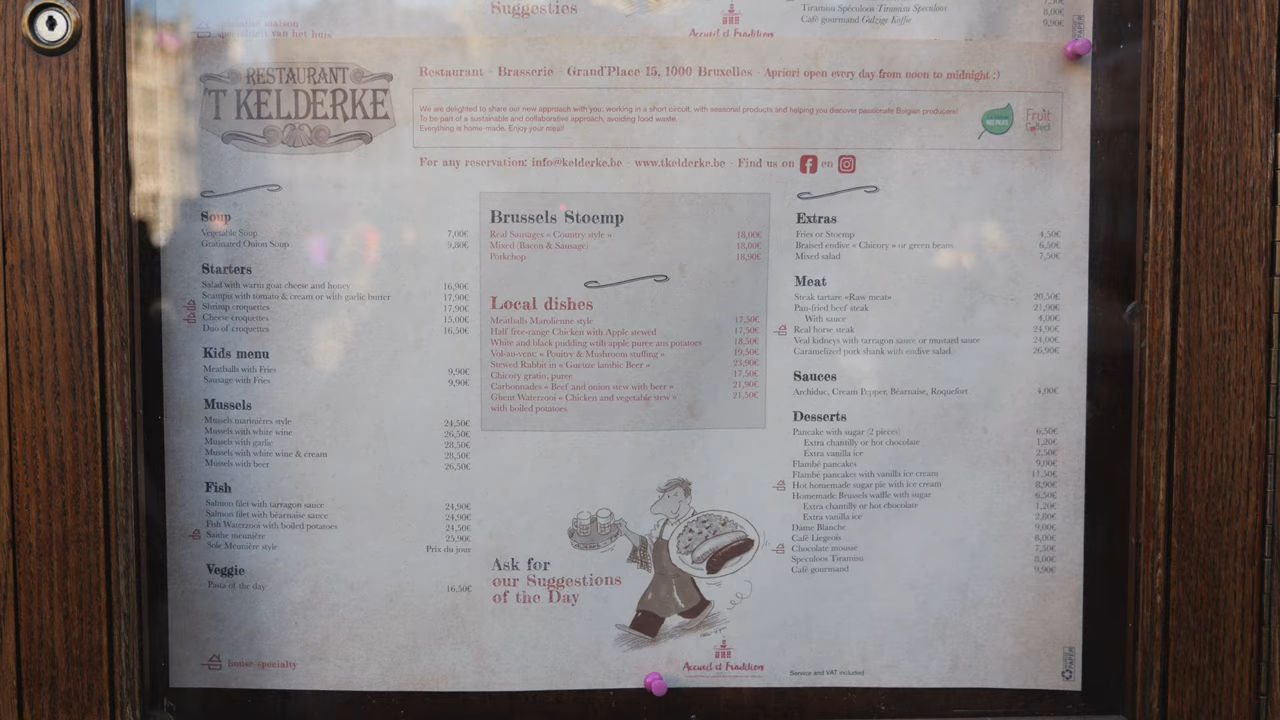 Suggesties
Tiramisu Spéculoos Tiramisu Speculoos
Café gourmand Gulzige Koffie
8,00€
9,90€
specialiteit van het huis
Accueil et Tradition
RESTAURANT
'T KELDERKE
Restaurant - Brasserie - Grand'Place 15, 1000 Bruxelles - Apriori open every day from noon to midnight :)
We are delighted to share our new approach with you: working in a short circuit, with seasonal products and helping you discover passionate Belgian producers!
To be part of a sustainable and collaborative approach, avoiding food waste.
Everything is home-made. Enjoy your meal!
Fruit
Collect
For any reservation: info@kelderke.be - www.tkelderke.be - Find us on f en
Soup
Vegetable Soup 7,00€
Gratinated Onion Soup 9,80€
Starters
Salad with warm goat cheese and honey 16,90€
Scampis with tomato & cream or with garlic butter 17,90€
Shrimp croquettes 17,90€
Cheese croquettes 15,00€
Duo of croquettes 16,50€
Kids menu
Meatballs with Fries 9,90€
Sausage with Fries 9,90€
Mussels
Mussels marinières style 24,50€
Mussels with white wine 26,50€
Mussels with garlic 28,50€
Mussels with white wine & cream 28,50€
Mussels with beer 26,50€
Fish
Salmon filet with tarragon sauce 24,90€
Salmon filet with béarnaise sauce 24,90€
Fish Waterzooi with boiled potatoes 24,50€
Saithe meunière 25,90€
Sole Meunière style Prix du jour
Veggie
Pasta of the day 16,50€
house specialty
Brussels Stoemp
Real Sausages « Country style » 18,00€
Mixed (Bacon & Sausage) 18,00€
Porkchop 18,90€
Local dishes
Meatballs Marolienne style 17,50€
Half free-range Chicken with Apple stewed 17,50€
White and black pudding with apple puree ans potatoes 18,50€
Vol-au-vent: « Poultry & Mushroom stuffing » 19,50€
Stewed Rabbit in « Gueuze lambic Beer » 23,90€
Chicory gratin, puree 17,50€
Carbonnades « Beef and onion stew with beer » 21,90€
Ghent Waterzooi « Chicken and vegetable stew » 21,50€
with boiled potatoes
Ask for
our Suggestions
of the Day
Accueil et Tradition
Extras
Fries or Stoemp 4,50€
Braised endive « Chicory » or green beans 6,50€
Mixed salad 7,50€
Meat
Steak tartare «Raw meat» 20,50€
Pan-fried beef steak 21,90€
With sauce 4,00€
Real horse steak 24,90€
Veal kidneys with tarragon sauce or mustard sauce 24,00€
Caramelized pork shank with endive salad 26,90€
Sauces
Archiduc, Cream Pepper, Béarnaise, Roquefort 4,00€
Desserts
Pancake with sugar (2 pieces) 6,50€
Extra chantilly or hot chocolate 1,20€
Extra vanilla ice 2,50€
Flambé pancakes 9,00€
Flambé pancakes with vanilla ice cream 11,50€
Hot homemade sugar pie with ice cream 8,90€
Homemade Brussels waffle with sugar 6,50€
Extra chantilly or hot chocolate 1,20€
Extra vanilla ice 2,80€
Dame Blanche 9,00€
Café Liegeois 8,00€
Chocolate mousse 7,50€
Speculoos Tiramisu 8,00€
Café gourmand 9,90€
Service and VAT included
PAPER